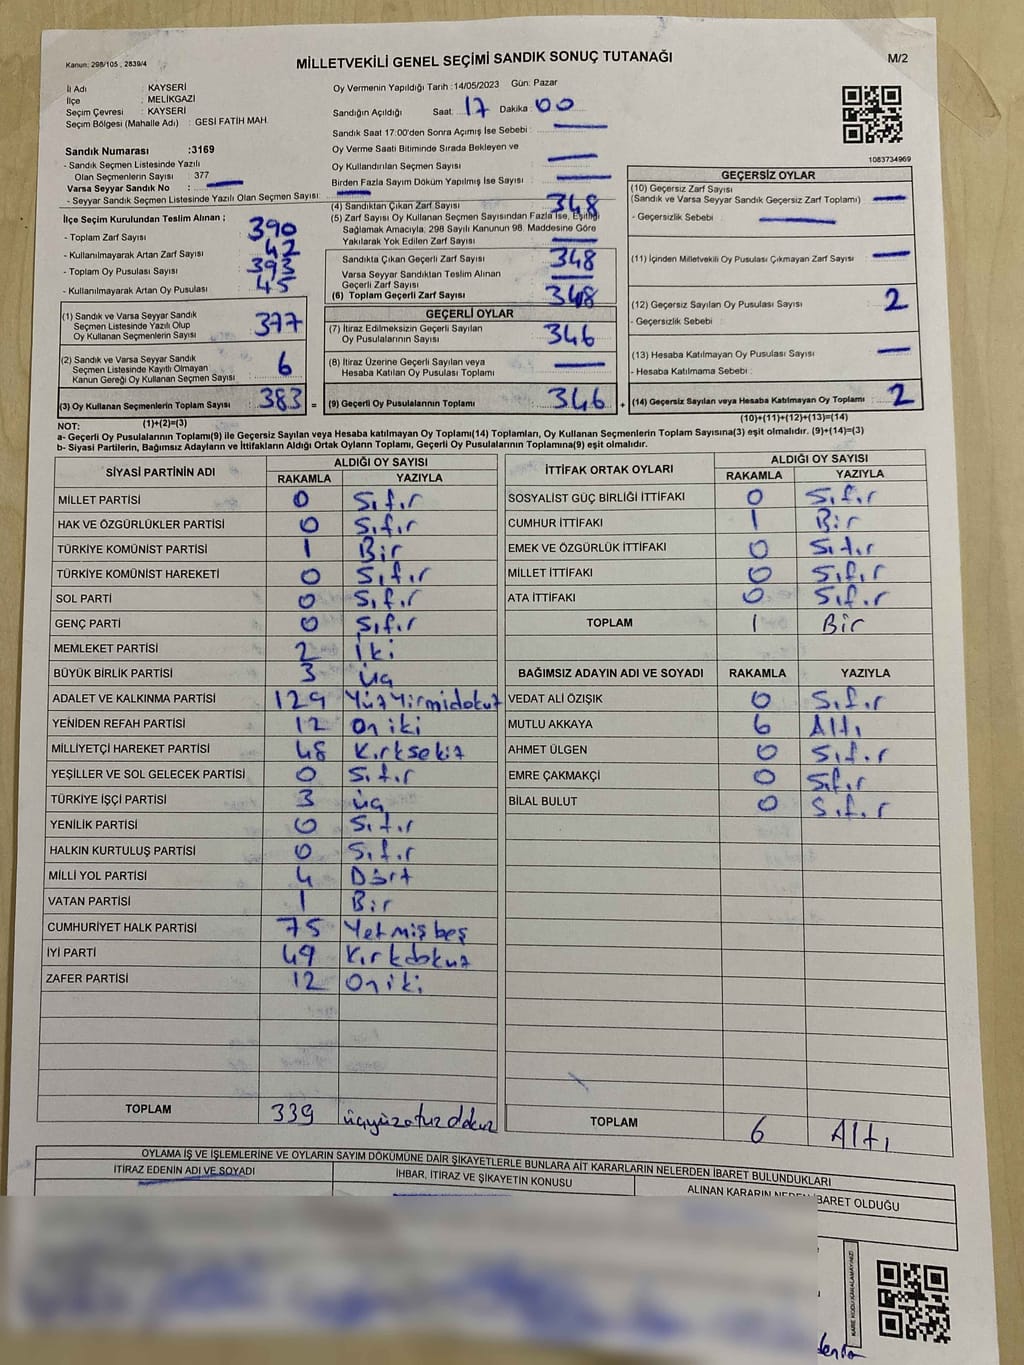 Kanun: 298/105 , 2839/4
MİLLETVEKİLİ GENEL SEÇİMİ SANDIK SONUÇ TUTANAĞI
M/2
İl Adı : KAYSERİ
İlçe : MELİKGAZİ
Seçim Çevresi : KAYSERİ
Seçim Bölgesi (Mahalle Adı) : GESİ FATİH MAH.
Oy Vermenin Yapıldığı Tarih :14/05/2023 Gün: Pazar
Sandığın Açıldığı Saat: 17 Dakika: 00
Sandık Saat 17:00'den Sonra Açımış İse Sebebi :
Oy Verme Saati Bitiminde Sırada Bekleyen ve
Oy Kullandırılan Seçmen Sayısı
Birden Fazla Sayım Döküm Yapılmış İse Sayısı
1083734969
Sandık Numarası :3169
- Sandık Seçmen Listesinde Yazılı
Olan Seçmenlerin Sayısı : 377
Varsa Seyyar Sandık No :
- Seyyar Sandık Seçmen Listesinde Yazılı Olan Seçmen Sayısı:
İlçe Seçim Kurulundan Teslim Alınan ;
- Toplam Zarf Sayısı : 390
- Kullanılmayarak Artan Zarf Sayısı : 42
- Toplam Oy Pusulası Sayısı : 393
- Kullanılmayarak Artan Oy Pusulası : 45
(1) Sandık ve Varsa Seyyar Sandık
Seçmen Listesinde Yazılı Olup
Oy Kullanan Seçmenlerin Sayısı : 377
(2) Sandık ve Varsa Seyyar Sandık
Seçmen Listesinde Kayıtlı Olmayan
Kanun Gereği Oy Kullanan Seçmen Sayısı : 6
(3) Oy Kullanan Seçmenlerin Toplam Sayısı : 383 =
(1)+(2)=(3)
(4) Sandıktan Çıkan Zarf Sayısı : 348
(5) Zarf Sayısı Oy Kullanan Seçmen Sayısından Fazla İse, Eşitliği
Sağlamak Amacıyla, 298 Sayılı Kanunun 98. Maddesine Göre
Yakılarak Yok Edilen Zarf Sayısı :
Sandıkta Çıkan Geçerli Zarf Sayısı : 348
Varsa Seyyar Sandıktan Teslim Alınan
Geçerli Zarf Sayısı :
(6) Toplam Geçerli Zarf Sayısı : 348
GEÇERLİ OYLAR
(7) İtiraz Edilmeksizin Geçerli Sayılan
Oy Pusulalarının Sayısı : 346
(8) İtiraz Üzerine Geçerli Sayılan veya
Hesaba Katılan Oy Pusulası Toplamı :
(9) Geçerli Oy Pusulalarının Toplamı : 346 +
GEÇERSİZ OYLAR
(10) Geçersiz Zarf Sayısı
(Sandık ve Varsa Seyyar Sandık Geçersiz Zarf Toplamı) :
- Geçersizlik Sebebi :
(11) İçinden Milletvekili Oy Pusulası Çıkmayan Zarf Sayısı :
(12) Geçersiz Sayılan Oy Pusulası Sayısı : 2
- Geçersizlik Sebebi :
(13) Hesaba Katılmayan Oy Pusulası Sayısı :
- Hesaba Katılmama Sebebi :
(14) Geçersiz Sayılan veya Hesaba Katılmayan Oy Toplamı : 2
(10)+(11)+(12)+(13)=(14)
NOT:
a- Geçerli Oy Pusulalarının Toplamı(9) ile Geçersiz Sayılan veya Hesaba katılmayan Oy Toplamı(14) Toplamları, Oy Kullanan Seçmenlerin Toplam Sayısına(3) eşit olmalıdır. (9)+(14)=(3)
b- Siyasi Partilerin, Bağımsız Adayların ve İttifakların Aldığı Oyların Toplamı, Geçerli Oy Pusulalarının Toplamına(9) eşit olmalıdır.
SİYASİ PARTİNİN ADI ALDIĞI OY SAYISI
RAKAMLA YAZIYLA
MİLLET PARTİSİ 0 Sıfır
HAK VE ÖZGÜRLÜKLER PARTİSİ 0 Sıfır
TÜRKİYE KOMÜNİST PARTİSİ 1 Bir
TÜRKİYE KOMÜNİST HAREKETİ 0 Sıfır
SOL PARTİ 0 Sıfır
GENÇ PARTİ 0 Sıfır
MEMLEKET PARTİSİ 2 İki
BÜYÜK BİRLİK PARTİSİ 3 üç
ADALET VE KALKINMA PARTİSİ 129 Yüzyirmidokuz
YENİDEN REFAH PARTİSİ 12 Oniki
MİLLİYETÇİ HAREKET PARTİSİ 48 Kırksekiz
YEŞİLLER VE SOL GELECEK PARTİSİ 0 Sıfır
TÜRKİYE İŞÇİ PARTİSİ 3 üç
YENİLİK PARTİSİ 0 Sıfır
HALKIN KURTULUŞ PARTİSİ 0 Sıfır
MİLLİ YOL PARTİSİ 4 Dört
VATAN PARTİSİ 1 Bir
CUMHURİYET HALK PARTİSİ 75 Yetmişbeş
İYİ PARTİ 49 Kırkdokuz
ZAFER PARTİSİ 12 Oniki
TOPLAM 339 üçyüzotuzdokuz
İTTİFAK ORTAK OYLARI ALDIĞI OY SAYISI
RAKAMLA YAZIYLA
SOSYALİST GÜÇ BİRLİĞİ İTTİFAKI 0 Sıfır
CUMHUR İTTİFAKI 1 Bir
EMEK VE ÖZGÜRLÜK İTTİFAKI 0 Sıfır
MİLLET İTTİFAKI 0 Sıfır
ATA İTTİFAKI 0 Sıfır
TOPLAM 1 Bir
BAĞIMSIZ ADAYIN ADI VE SOYADI RAKAMLA YAZIYLA
VEDAT ALİ ÖZIŞIK 0 Sıfır
MUTLU AKKAYA 6 Altı
AHMET ÜLGEN 0 Sıfır
EMRE ÇAKMAKÇİ 0 Sıfır
BİLAL BULUT 0 Sıfır
TOPLAM 6 Altı
OYLAMA İŞ VE İŞLEMLERİNE VE OYLARIN SAYIM DÖKÜMÜNE DAİR ŞİKAYETLERLE BUNLARA AİT KARARLARIN NELERDEN İBARET BULUNDUKLARI
İTİRAZ EDENİN ADI VE SOYADI
İHBAR, İTİRAZ VE ŞİKAYETİN KONUSU
ALINAN KARARIN NEDEN İBARET OLDUĞU
KARE KODU KARALAMAYINIZ!